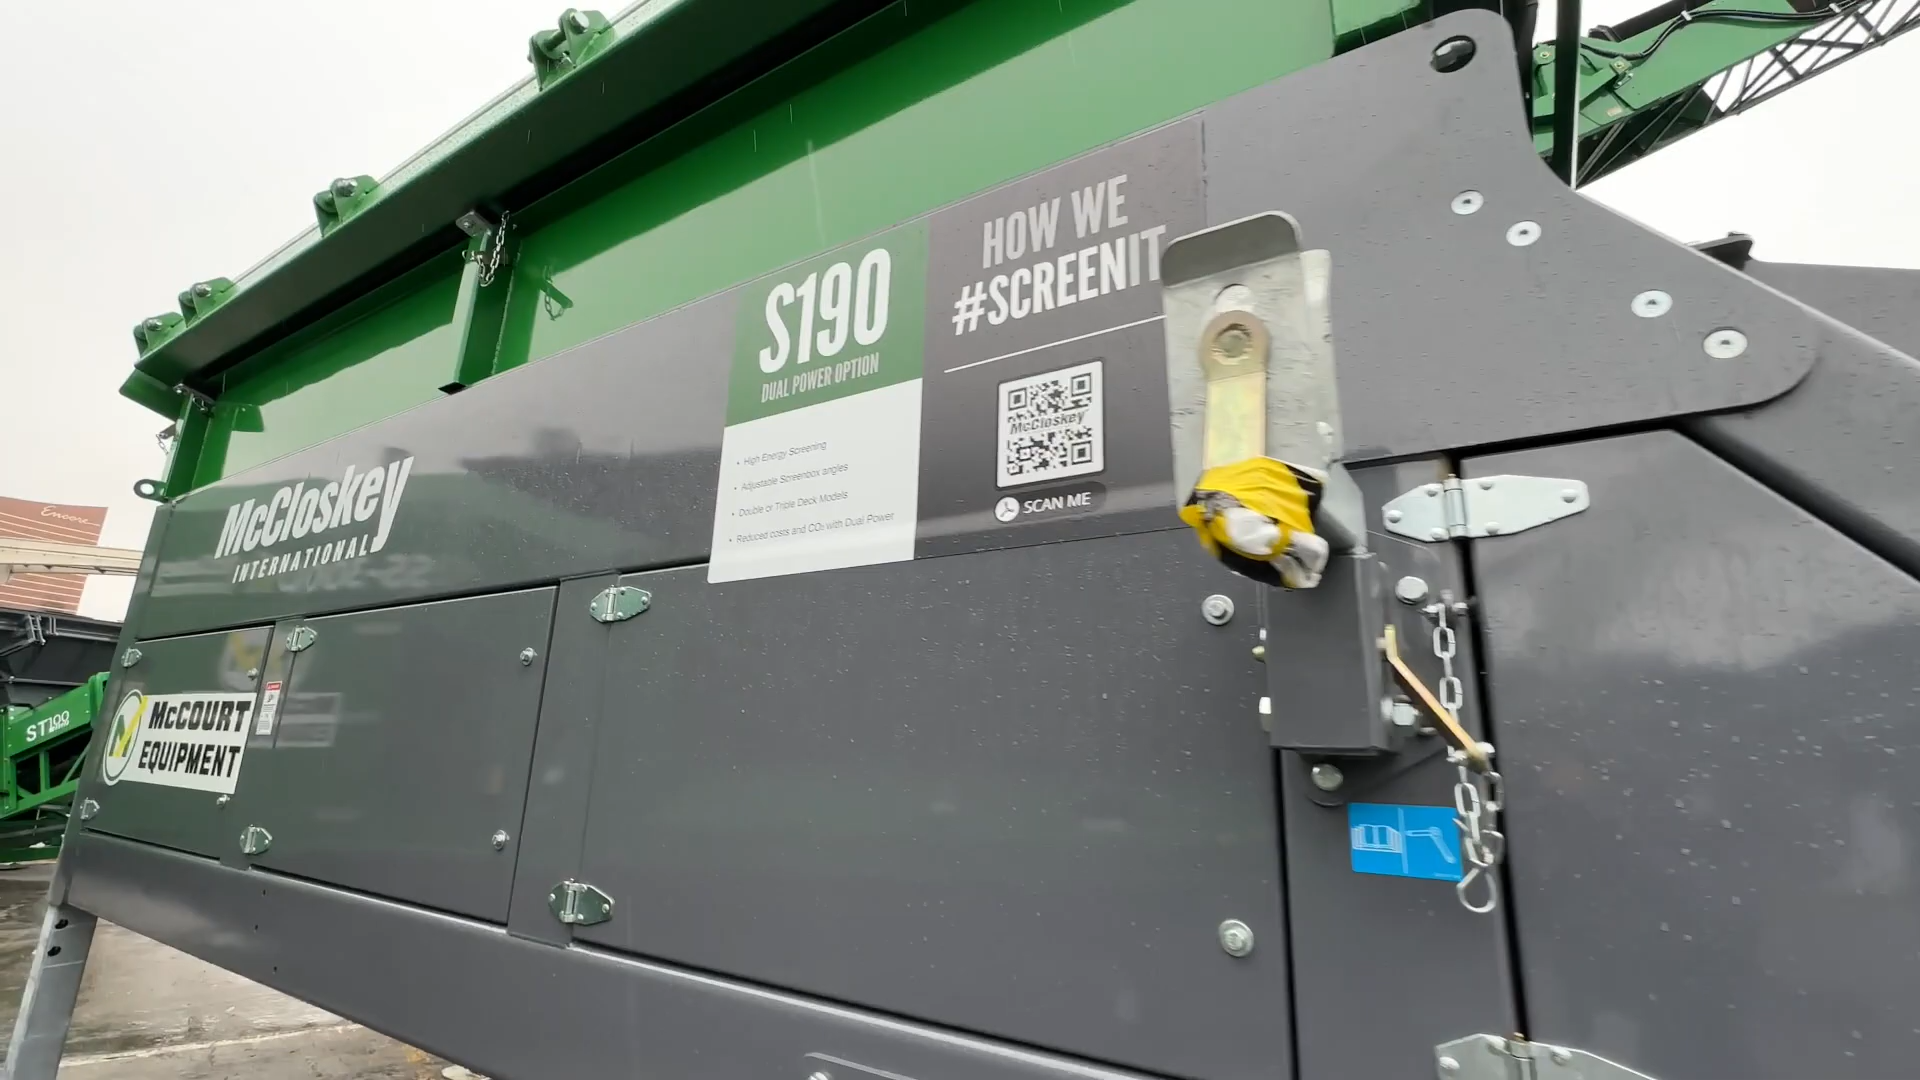 HOW WE
#SCREENIT
S190
DUAL POWER OPTION
• High Energy Screening
• Adjustable Screenbox angles
• Double or Triple Deck Models
• Reduced costs and CO₂ with Dual Power
McCloskey
SCAN ME
McCloskey
INTERNATIONAL
Encore
ST100
McCOURT
EQUIPMENT